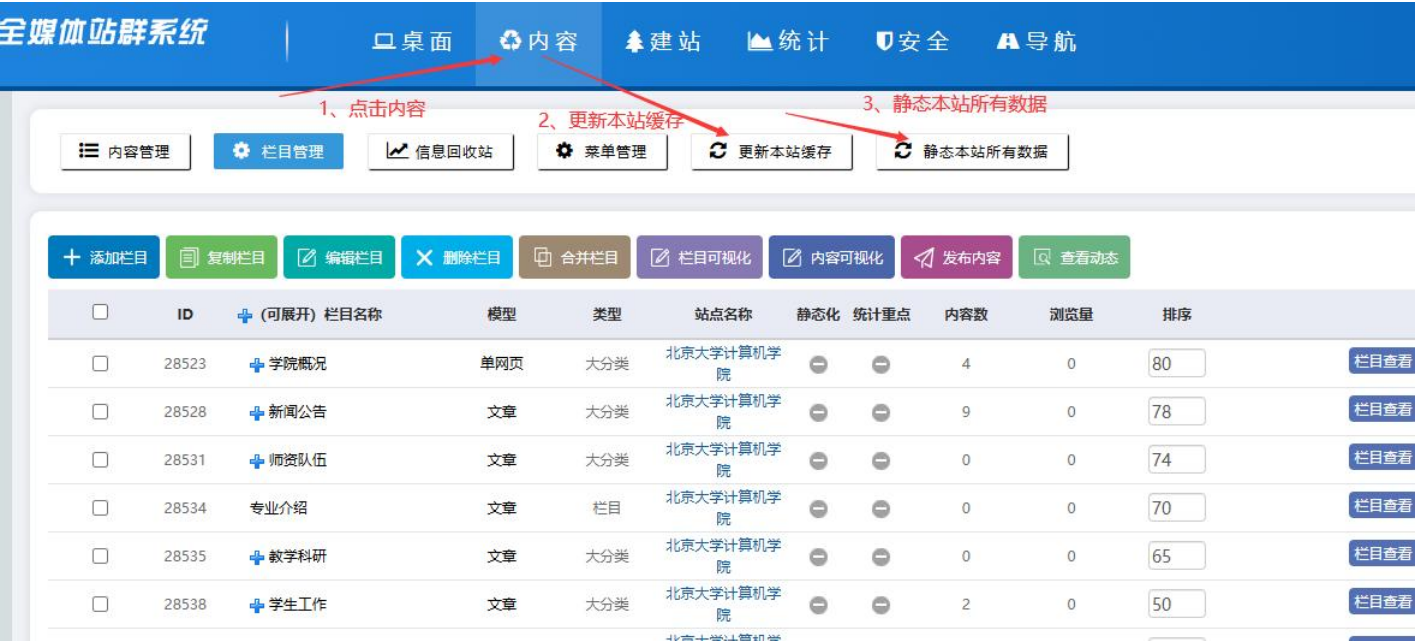 全媒体站群系统 桌面 内容 建站 统计 安全 导航
1、点击内容 2、更新本站缓存 3、静态本站所有数据
内容管理 栏目管理 信息回收站 菜单管理 更新本站缓存 静态本站所有数据
添加栏目 复制栏目 编辑栏目 删除栏目 合并栏目 栏目可视化 内容可视化 发布内容 查看动态
ID (可展开) 栏目名称 模型 类型 站点名称 静态化 统计重点 内容数 浏览量 排序
28523 学院概况 单网页 大分类 北京大学计算机学院 4 0 80 栏目查看
28528 新闻公告 文章 大分类 北京大学计算机学院 9 0 78 栏目查看
28531 师资队伍 文章 大分类 北京大学计算机学院 0 0 74 栏目查看
28534 专业介绍 文章 栏目 北京大学计算机学院 0 0 70 栏目查看
28535 教学科研 文章 大分类 北京大学计算机学院 0 0 65 栏目查看
28538 学生工作 文章 大分类 北京大学计算机学院 2 0 50 栏目查看
北京大学计算机学